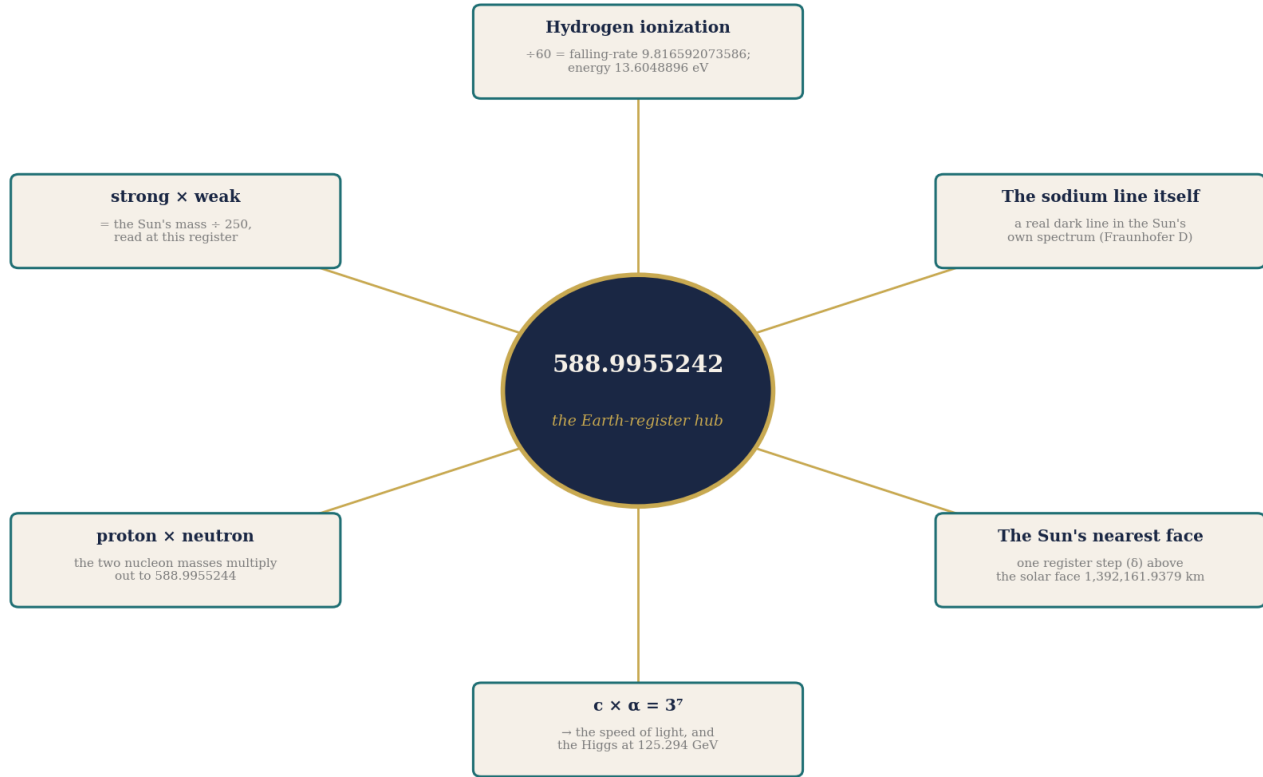 Hydrogen ionization
÷60 = falling-rate 9.816592073586;
energy 13.6048896 eV
strong × weak
= the Sun's mass ÷ 250,
read at this register
The sodium line itself
a real dark line in the Sun's
own spectrum (Fraunhofer D)
588.9955242
the Earth-register hub
proton × neutron
the two nucleon masses multiply
out to 588.9955244
The Sun's nearest face
one register step (δ) above
the solar face 1,392,161.9379 km
c × α = 3⁷
→ the speed of light, and
the Higgs at 125.294 GeV